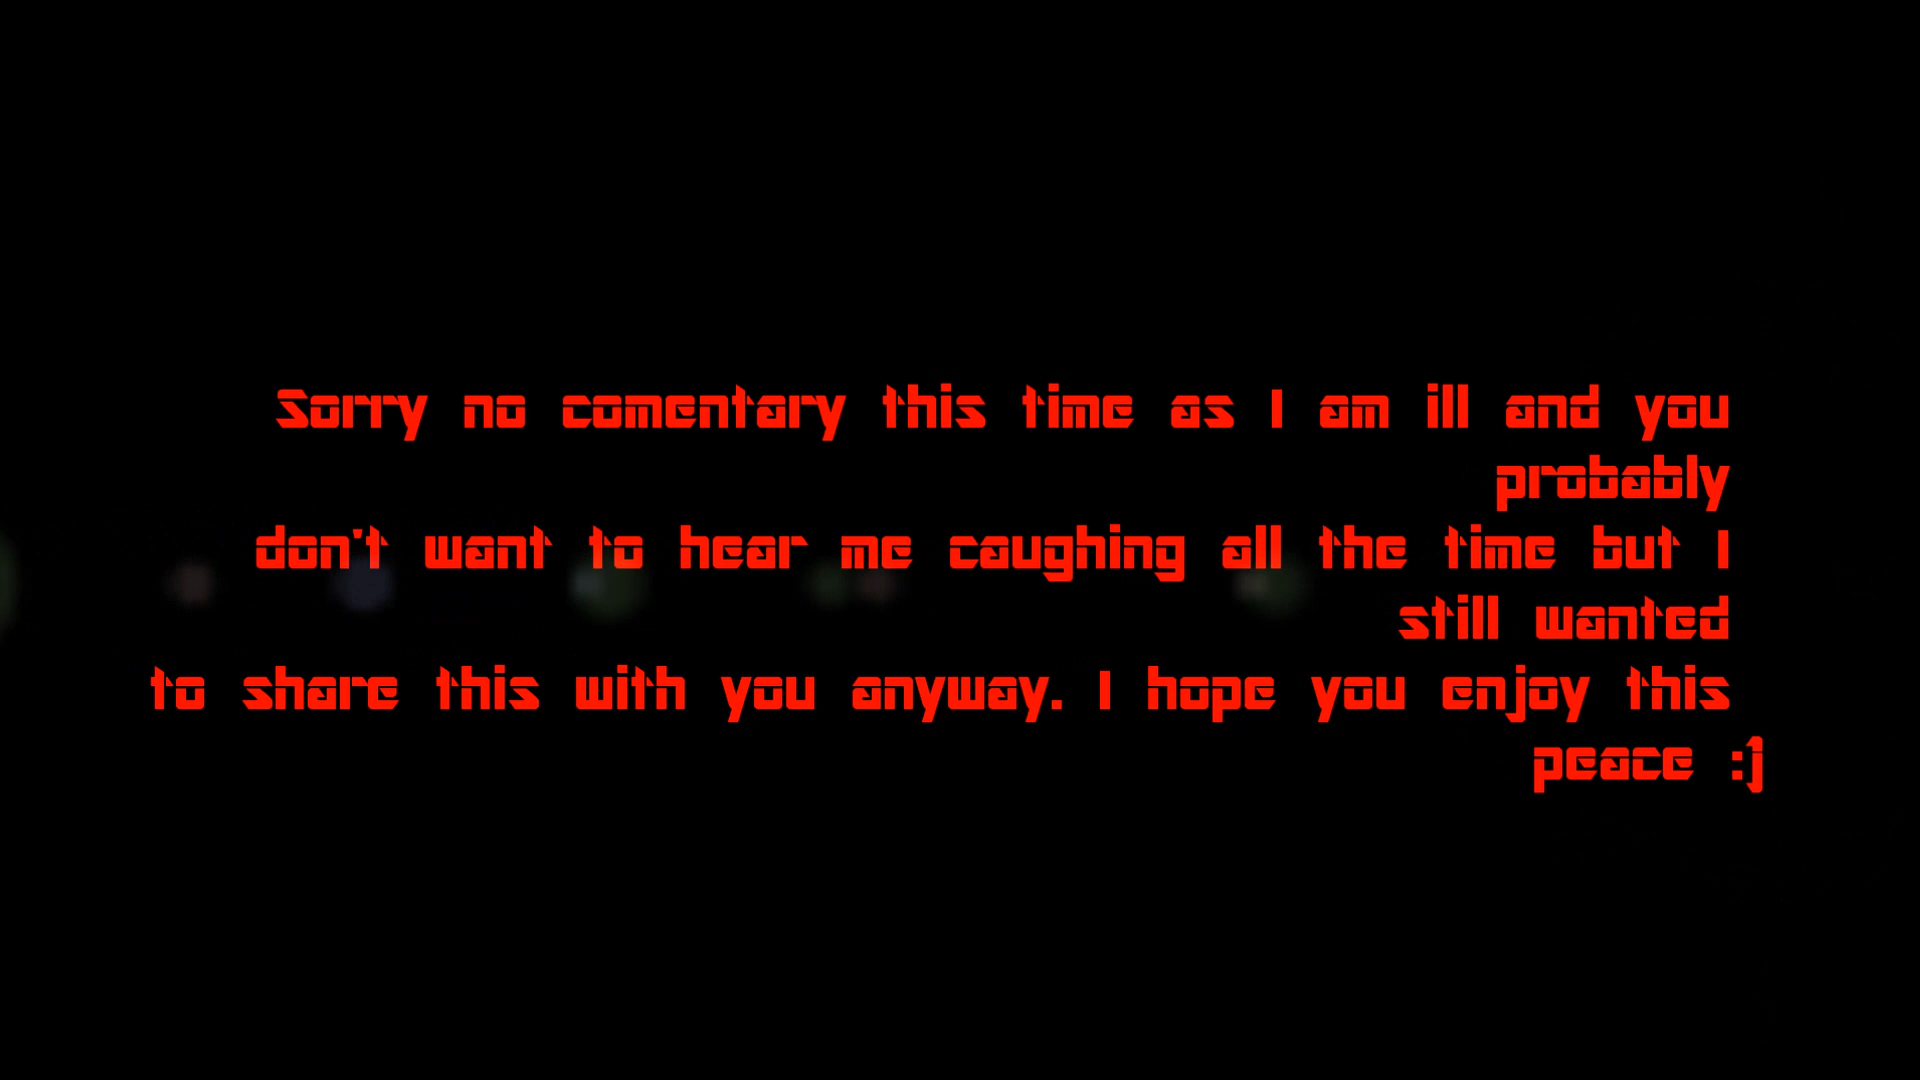 Sorry no comentary this time as I am ill and you
probably
don't want to hear me caughing all the time but I
still wanted
to share this with you anyway. I hope you enjoy this
peace :]